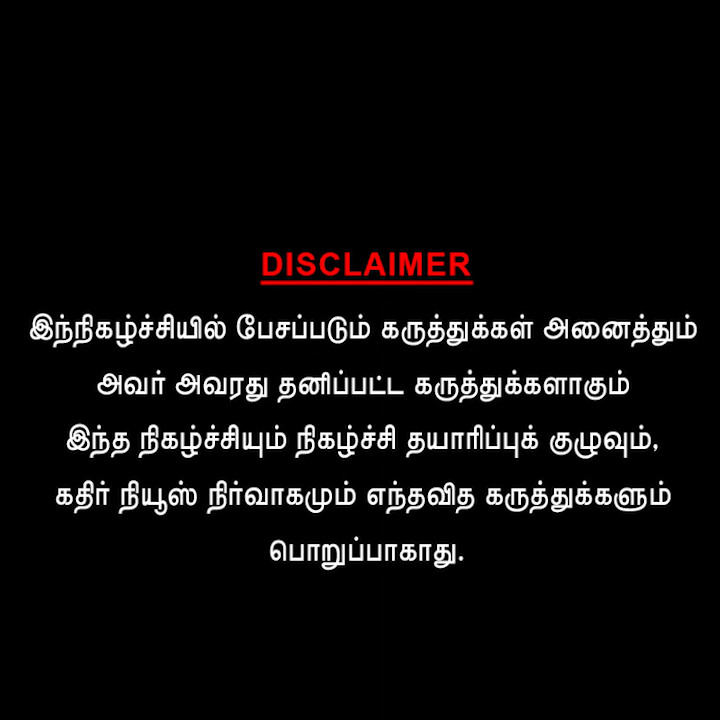 DISCLAIMER
இந்நிகழ்ச்சியில் பேசப்படும் கருத்துக்கள் அனைத்தும்
அவர் அவரது தனிப்பட்ட கருத்துக்களாகும்
இந்த நிகழ்ச்சியும் நிகழ்ச்சி தயாரிப்புக் குழுவும்,
கதிர் நியூஸ் நிர்வாகமும் எந்தவித கருத்துக்களும்
பொறுப்பாகாது.